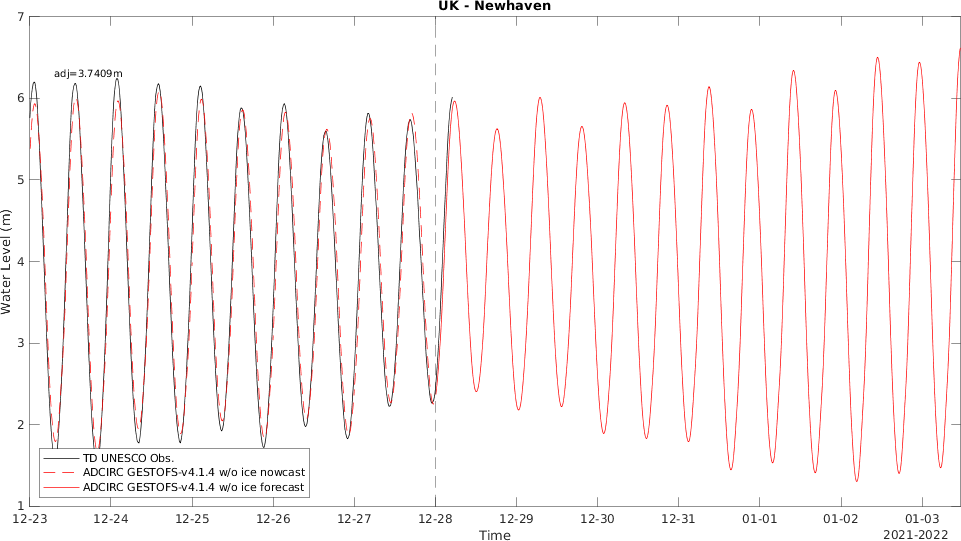 UK - Newhaven
adj=3.7409m
Water Level (m)
7
6
5
4
3
2
1
TD UNESCO Obs.
ADCIRC GESTOFS-v4.1.4 w/o ice nowcast
ADCIRC GESTOFS-v4.1.4 w/o ice forecast
12-23 12-24 12-25 12-26 12-27 12-28 12-29 12-30 12-31 01-01 01-02 01-03
Time
2021-2022